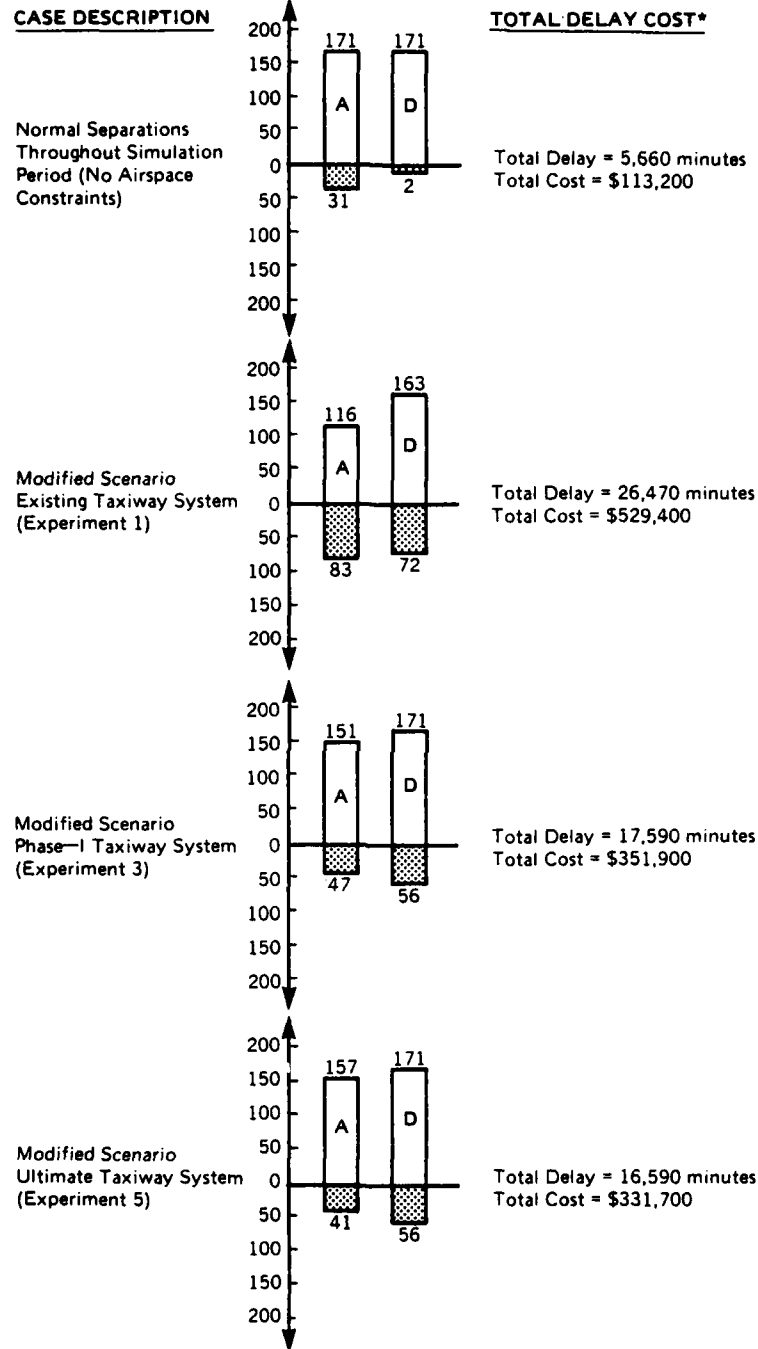 CASE DESCRIPTION
TOTAL DELAY COST*
200
150
100
50
0
50
100
150
200
171
171
A
D
31
2
Normal Separations
Throughout Simulation
Period (No Airspace
Constraints)
Total Delay = 5,660 minutes
Total Cost = $113,200
200
150
100
50
0
50
100
150
200
116
163
A
D
83
72
Modified Scenario
Existing Taxiway System
(Experiment 1)
Total Delay = 26,470 minutes
Total Cost = $529,400
200
150
100
50
0
50
100
150
200
151
171
A
D
47
56
Modified Scenario
Phase—I Taxiway System
(Experiment 3)
Total Delay = 17,590 minutes
Total Cost = $351,900
200
150
100
50
0
50
100
150
200
157
171
A
D
41
56
Modified Scenario
Ultimate Taxiway System
(Experiment 5)
Total Delay = 16,590 minutes
Total Cost = $331,700